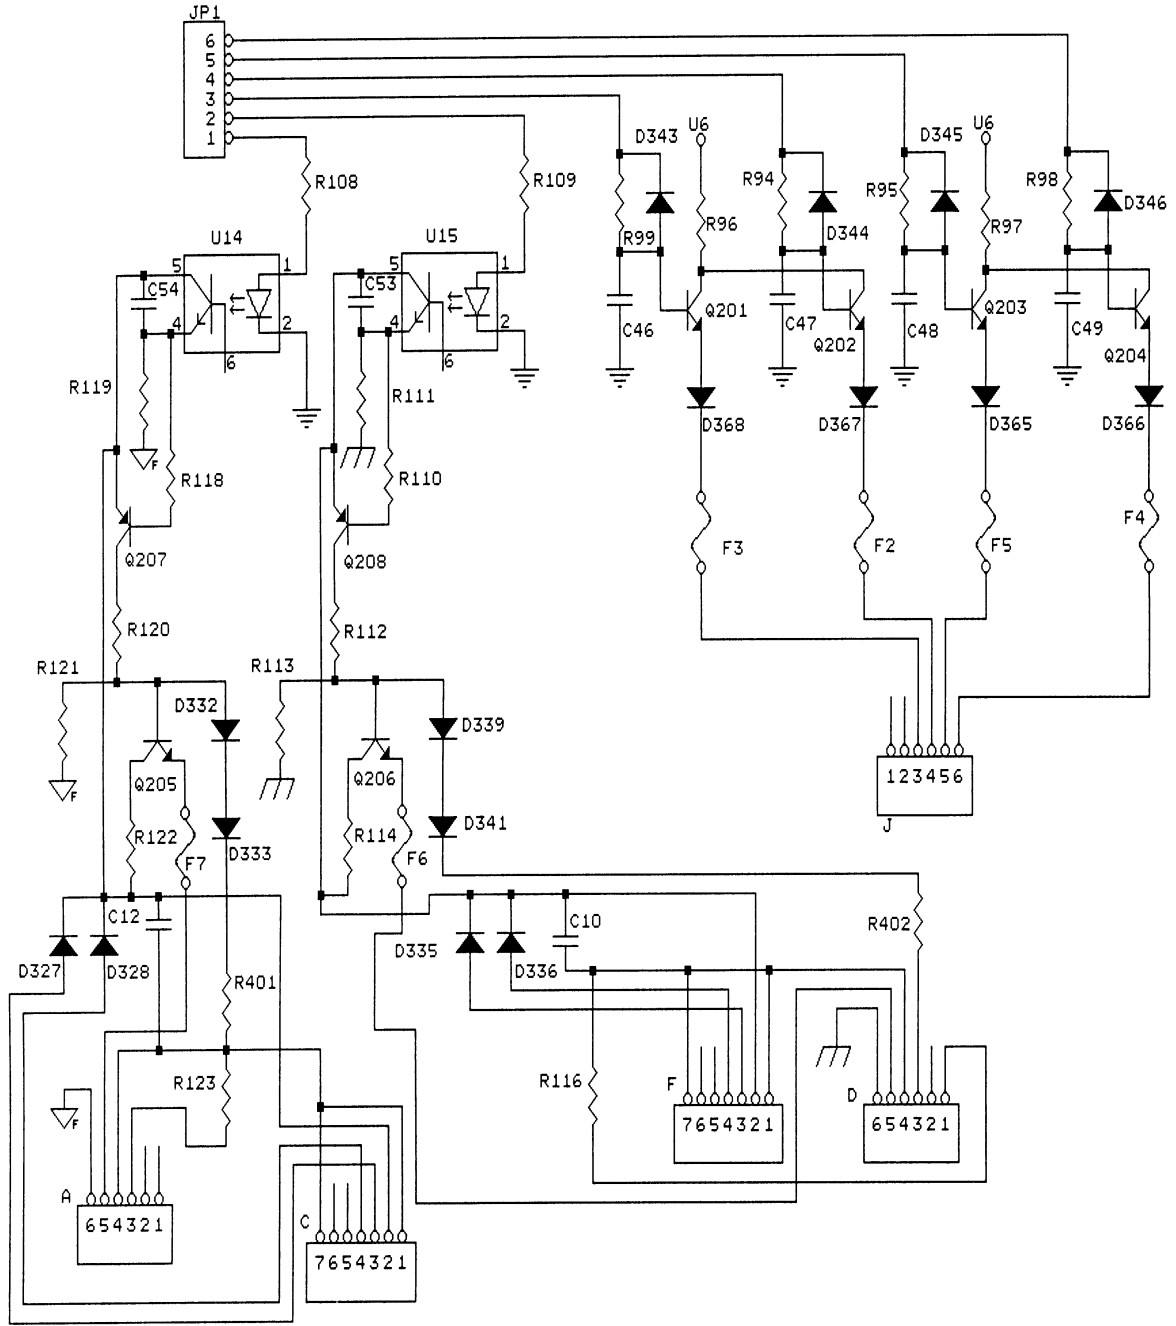 JP1
6
5
4
3
2
1
R108
R109
D343
U6
R94
R95
D345
U6
R98
D346
R99
R96
D344
R97
U14
U15
5
1
C54
4
2
6
5
1
C53
4
2
6
C46
Q201
C47
Q202
C48
Q203
C49
Q204
R119
F
R118
R111
R110
D368
D367
D365
D366
Q207
Q208
F3
F2
F5
F4
R120
R112
R121
R113
D332
D339
F
Q205
Q206
123456
J
R122
F7
D333
R114
F6
D341
C12
D327
D328
R401
D335
D336
C10
R402
R123
F
R116
F
7654321
D
654321
A
654321
C
7654321